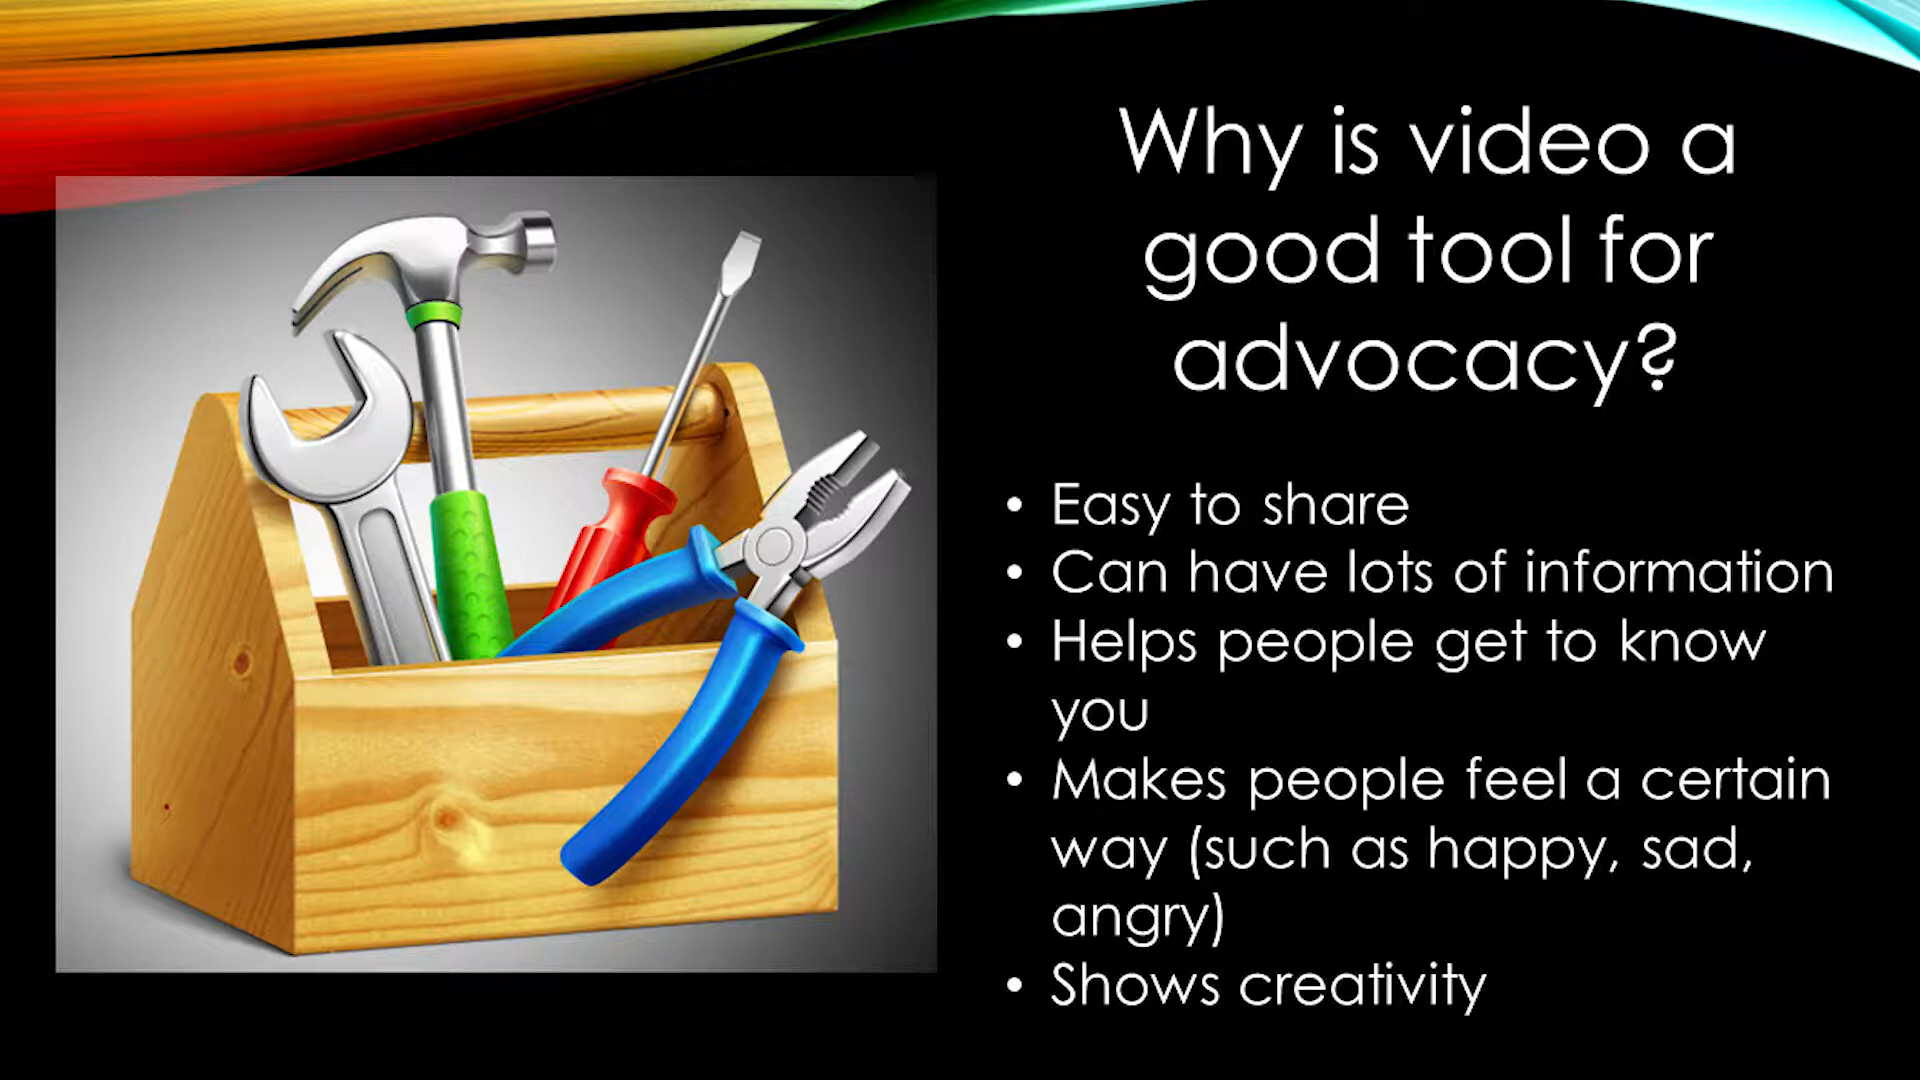 Why is video a
good tool for
advocacy?
• Easy to share
• Can have lots of information
• Helps people get to know
you
• Makes people feel a certain
way (such as happy, sad,
angry)
• Shows creativity